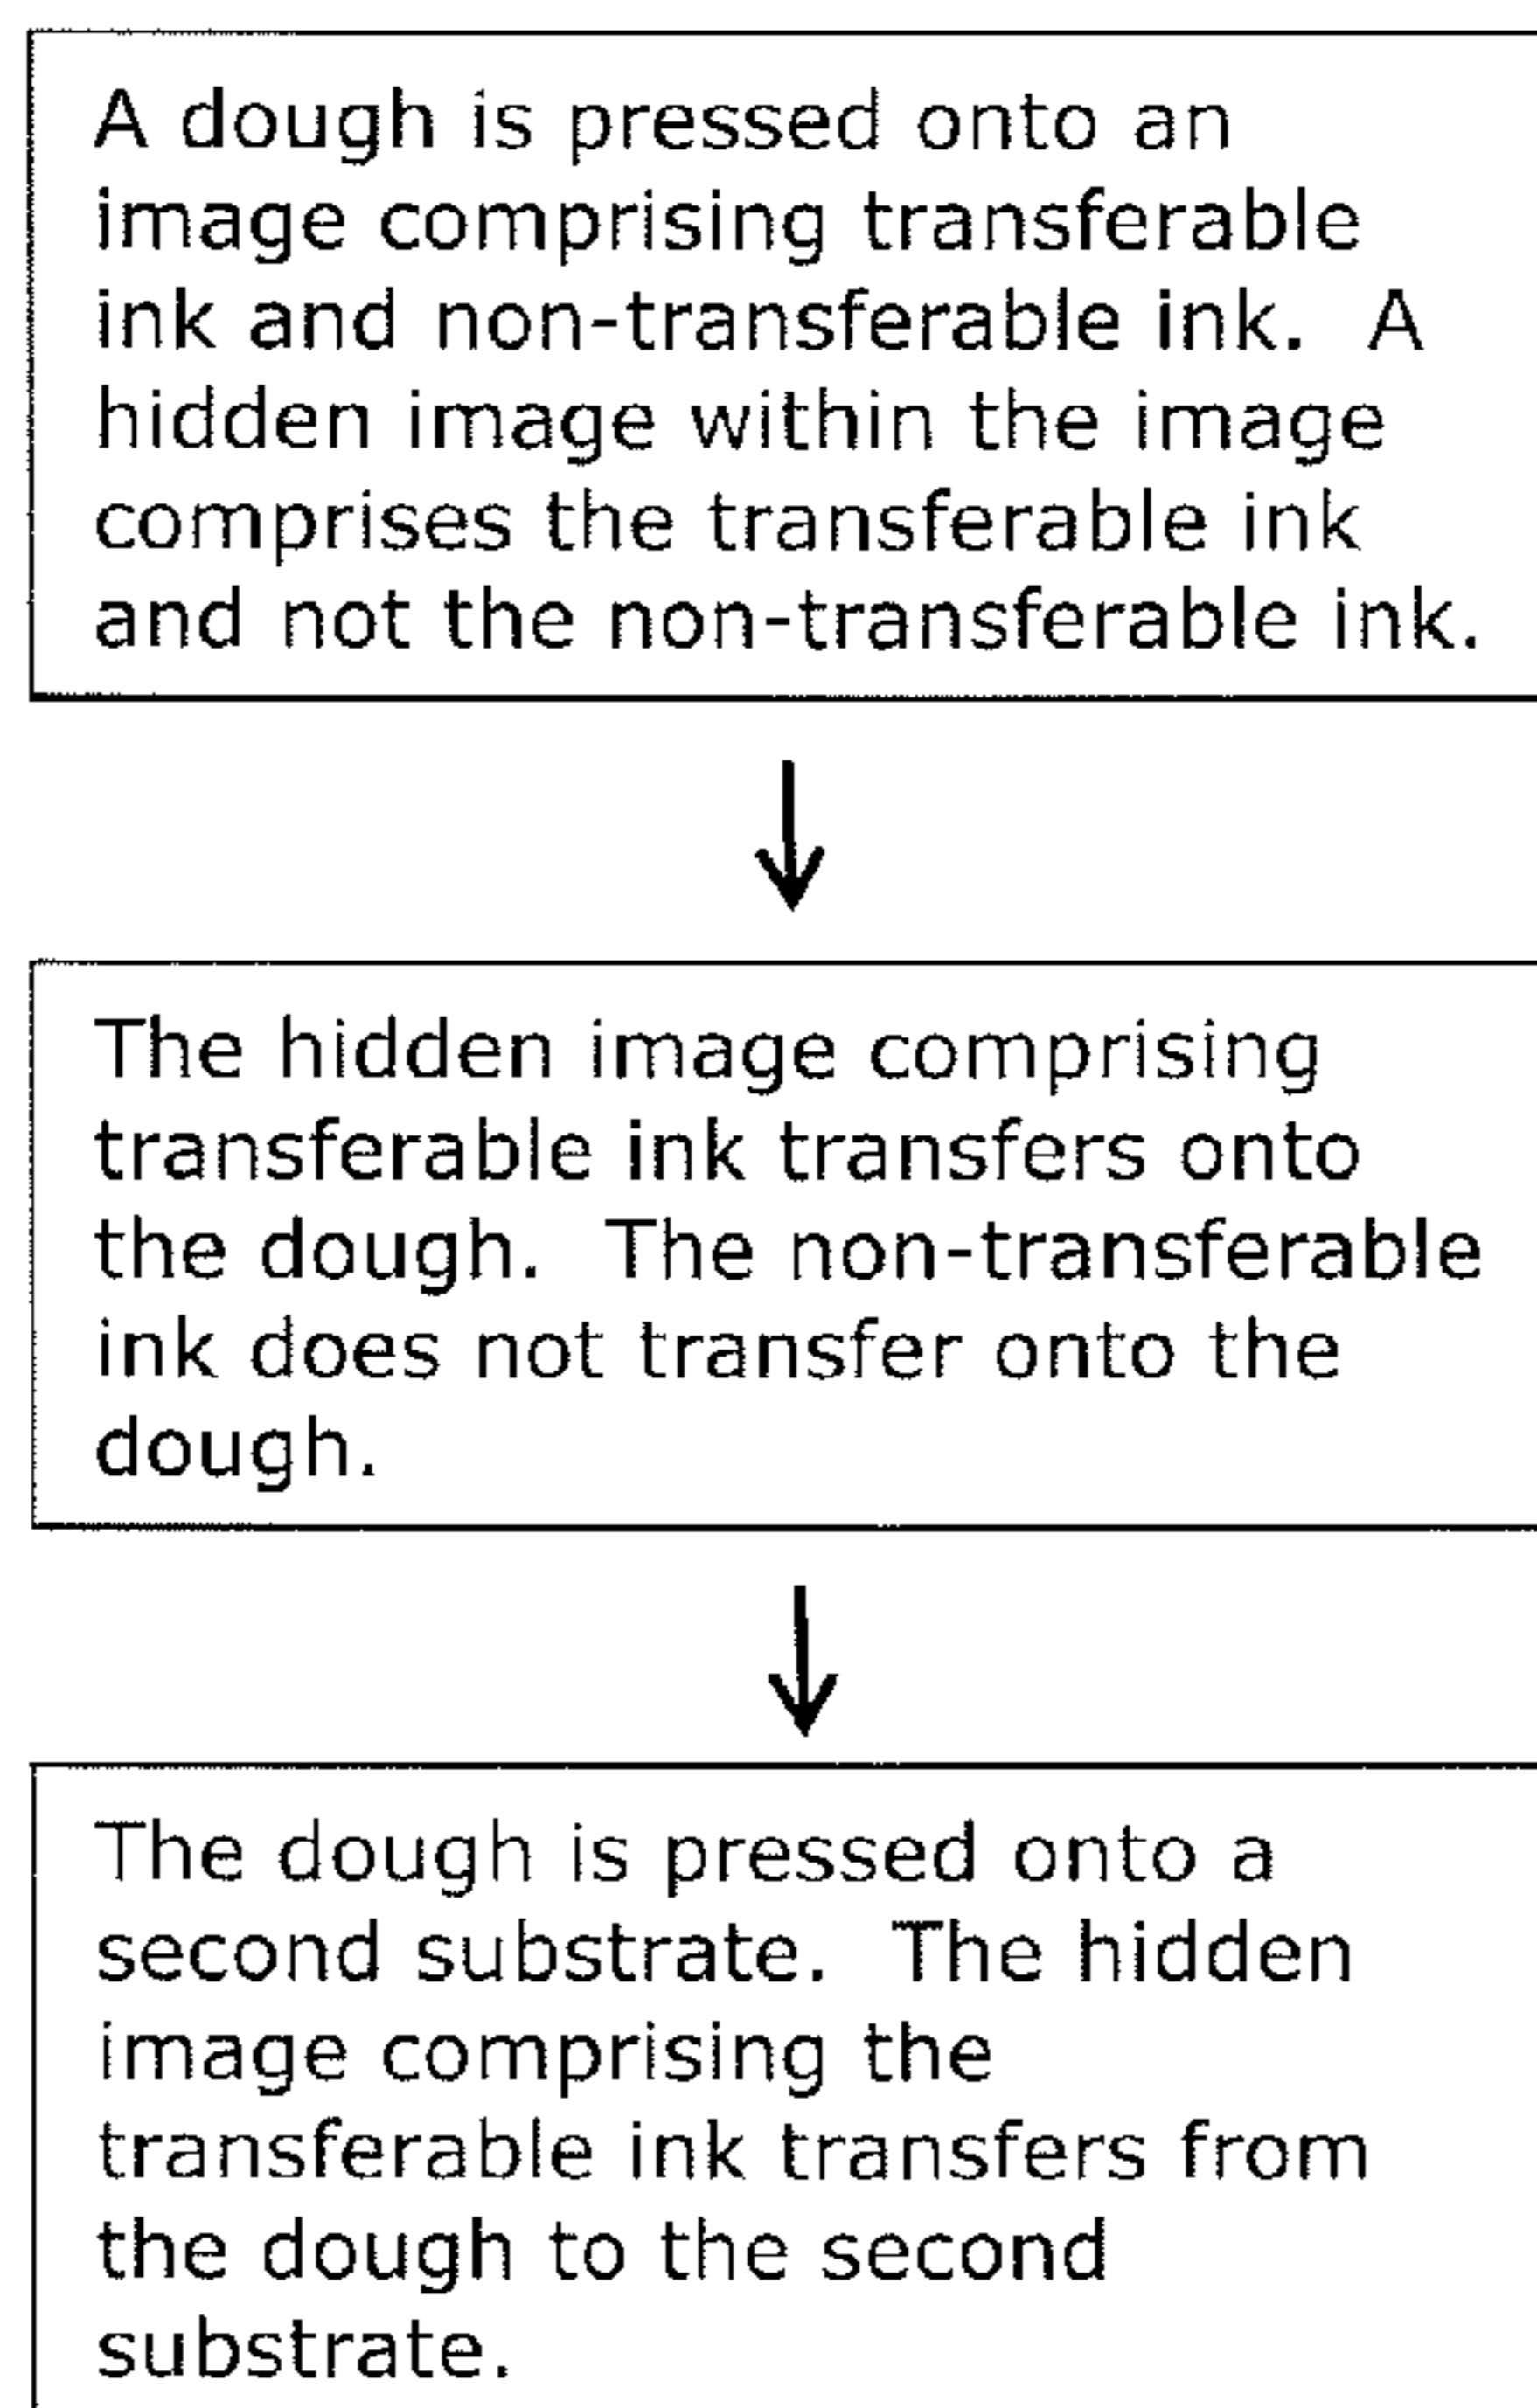 A dough is pressed onto an
image comprising transferable
ink and non-transferable ink.  A
hidden image within the image
comprises the transferable ink
and not the non-transferable ink.
The hidden image comprising
transferable ink transfers onto
the dough.  The non-transferable
ink does not transfer onto the
dough.
The dough is pressed onto a
second substrate.  The hidden
image comprising the
transferable ink transfers from
the dough to the second
substrate.